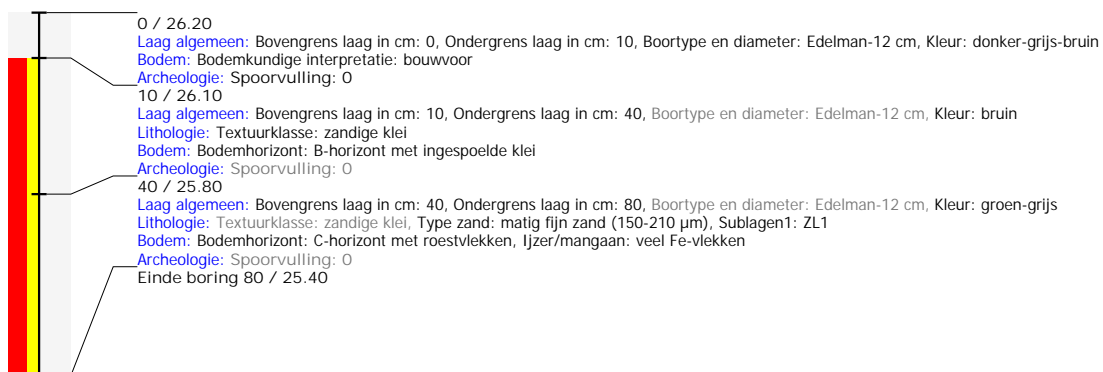 0 / 26.20
Laag algemeen: Bovengrens laag in cm: 0, Ondergrens laag in cm: 10, Boortype en diameter: Edelman-12 cm, Kleur: donker-grijs-bruin
Bodem: Bodemkundige interpretatie: bouwvoor
Archeologie: Spoorvulling: 0
10 / 26.10
Laag algemeen: Bovengrens laag in cm: 10, Ondergrens laag in cm: 40, Boortype en diameter: Edelman-12 cm, Kleur: bruin
Lithologie: Textuurklasse: zandige klei
Bodem: Bodemhorizont: B-horizont met ingespoelde klei
Archeologie: Spoorvulling: 0
40 / 25.80
Laag algemeen: Bovengrens laag in cm: 40, Ondergrens laag in cm: 80, Boortype en diameter: Edelman-12 cm, Kleur: groen-grijs
Lithologie: Textuurklasse: zandige klei, Type zand: matig fijn zand (150-210 µm), Sublagen1: ZL1
Bodem: Bodemhorizont: C-horizont met roestvlekken, Ijzer/mangaan: veel Fe-vlekken
Archeologie: Spoorvulling: 0
Einde boring 80 / 25.40